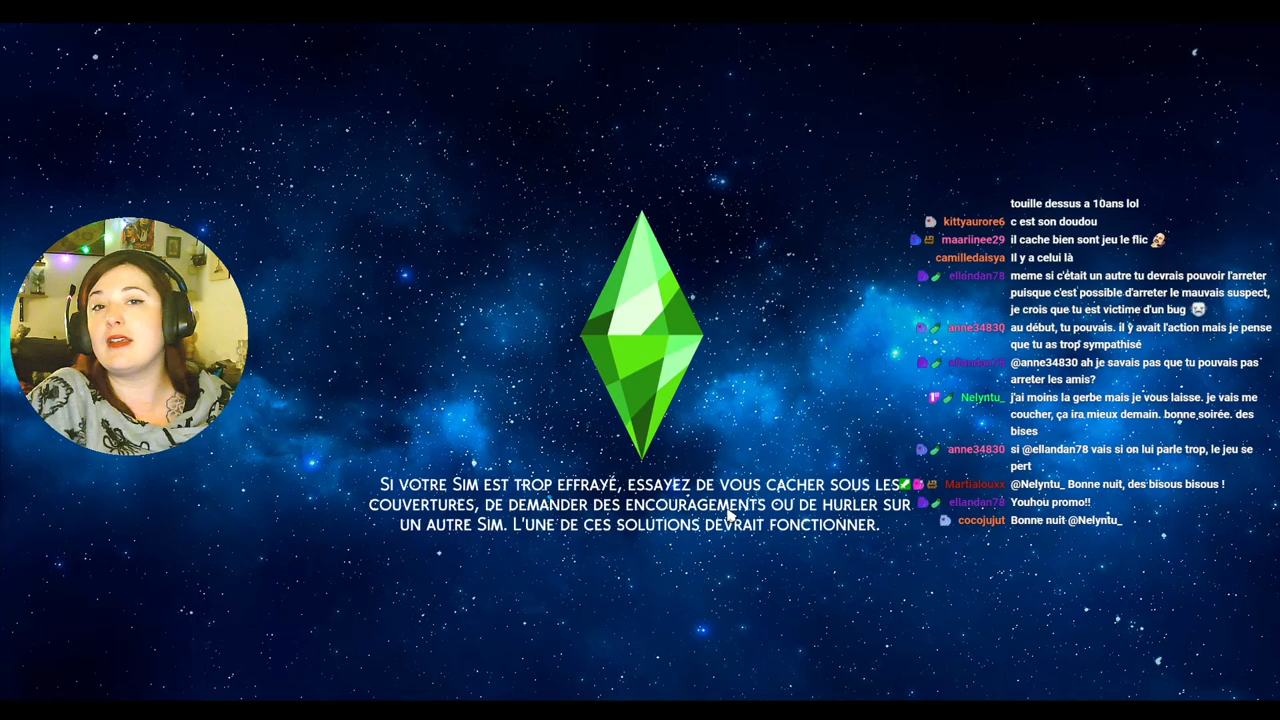 SI VOTRE SIM EST TROP EFFRAYÉ, ESSAYEZ DE VOUS CACHER SOUS LES
COUVERTURES, DE DEMANDER DES ENCOURAGEMENTS OU DE HURLER SUR
UN AUTRE SIM. L'UNE DE CES SOLUTIONS DEVRAIT FONCTIONNER.
touille dessus a 10ans lol
kittyaurore6 c est son doudou
maariinee29 il cache bien sont jeu le flic
camilledaisya Il y a celui là
ellandan78 meme si c'était un autre tu devrais pouvoir l'arreter
puisque c'est possible d'arreter le mauvais suspect,
je crois que tu est victime d'un bug
anne34830 au début, tu pouvais. il y avait l'action mais je pense
que tu as trop sympathisé
ellandan78 @anne34830 ah je savais pas que tu pouvais pas
arreter les amis?
Nelyntu_ j'ai moins la gerbe mais je vous laisse. je vais me
coucher, ça ira mieux demain. bonne soirée. des
bises
anne34830 si @ellandan78 vais si on lui parle trop, le jeu se
pert
Martialouxx @Nelyntu_ Bonne nuit, des bisous bisous !
ellandan78 Youhou promo!!
cocojujut Bonne nuit @Nelyntu_